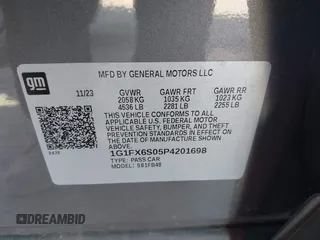 gm
MFD BY GENERAL MOTORS LLC
11/23 GVWR GAWR FRT GAWR RR
2058 KG 1035 KG 1023 KG
4536 LB 2281 LB 2255 LB
THIS VEHICLE CONFORMS TO ALL APPLICABLE
U.S. FEDERAL MOTOR VEHICLE SAFETY,
BUMPER, AND THEFT PREVENTION STANDARDS
IN EFFECT ON THE DATE OF MANUFACTURE
SHOWN ABOVE.
1G1FX6S05P4201698
TYPE: PASS CAR
MODEL:
DREAMBID